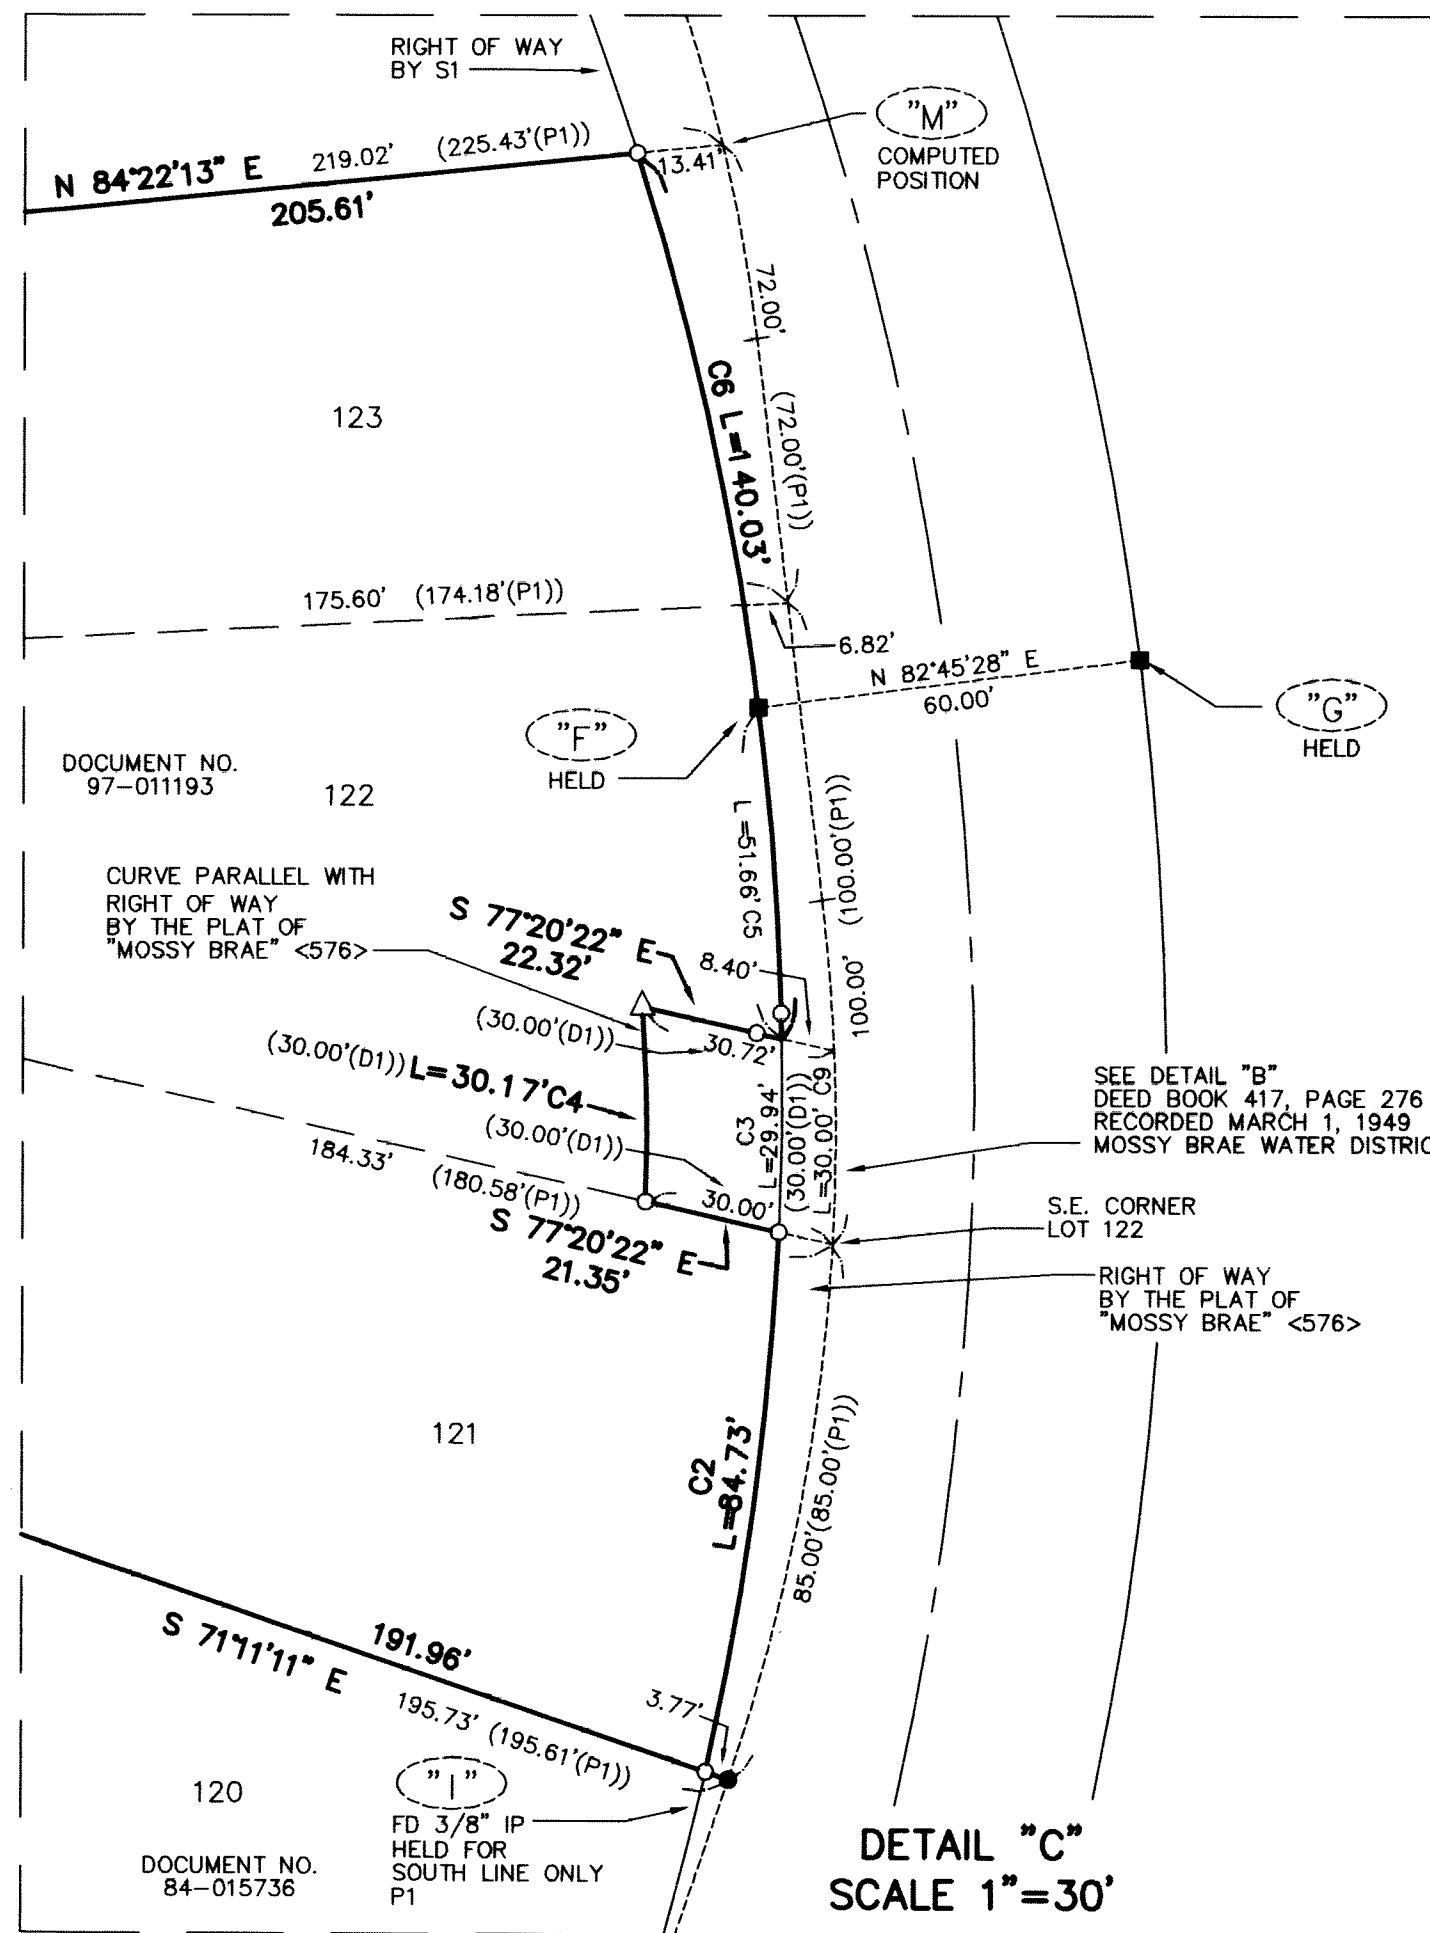 RIGHT OF WAY
BY S1
"M"
COMPUTED
POSITION
N 84°22'13" E
219.02'
(225.43'(P1))
205.61'
13.41'
72.00'
(72.00'(P1))
C6 L=140.03'
123
175.60'
(174.18'(P1))
6.82'
N 82°45'28" E
60.00'
"G"
HELD
"F"
HELD
DOCUMENT NO.
97-011193
122
L=51.66' C5
(100.00'(P1))
100.00'
CURVE PARALLEL WITH
RIGHT OF WAY
BY THE PLAT OF
"MOSSY BRAE" <576>
S 77°20'22" E
22.32'
8.40'
(30.00'(D1))
30.72'
(30.00'(D1))
L=30.17'C4
C3
L=29.94'
(30.00'(D1))
L=30.00' C9
(30.00'(D1))
30.00'
184.33'
(180.58'(P1))
S 77°20'22" E
21.35'
SEE DETAIL "B"
DEED BOOK 417, PAGE 276
RECORDED MARCH 1, 1949
MOSSY BRAE WATER DISTRIC
S.E. CORNER
LOT 122
RIGHT OF WAY
BY THE PLAT OF
"MOSSY BRAE" <576>
121
C2
L=84.73'
85.00'(85.00'(P1))
S 71°11'11" E
191.96'
195.73' (195.61'(P1))
3.77'
120
"I"
FD 3/8" IP
HELD FOR
SOUTH LINE ONLY
P1
DOCUMENT NO.
84-015736
DETAIL "C"
SCALE 1"=30'